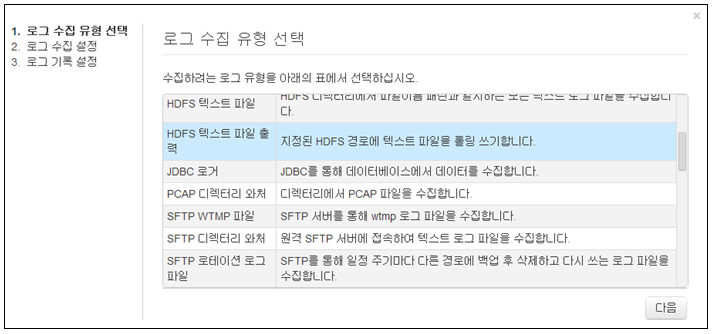 ×
1. 로그 수집 유형 선택
2. 로그 수집 설정
3. 로그 기록 설정
로그 수집 유형 선택
수집하려는 로그 유형을 아래의 표에서 선택하십시오.
HDFS 텍스트 파일
HDFS 디렉터리에서 파일이름 패턴과 일치하는 모든 텍스트 로그 파일을 수집합니
다.
HDFS 텍스트 파일 출
력
지정된 HDFS 경로에 텍스트 파일을 롤링 쓰기합니다.
JDBC 로거
JDBC를 통해 데이터베이스에서 데이터를 수집합니다.
PCAP 디렉터리 와처
디렉터리에서 PCAP 파일을 수집합니다.
SFTP WTMP 파일
SFTP 서버를 통해 wtmp 로그 파일을 수집합니다.
SFTP 디렉터리 와처
원격 SFTP 서버에 접속하여 텍스트 로그 파일을 수집합니다.
SFTP 로테이션 로그
파일
SFTP를 통해 일정 주기마다 다른 경로에 백업 후 삭제하고 다시 쓰는 로그 파일을
수집합니다.
다음